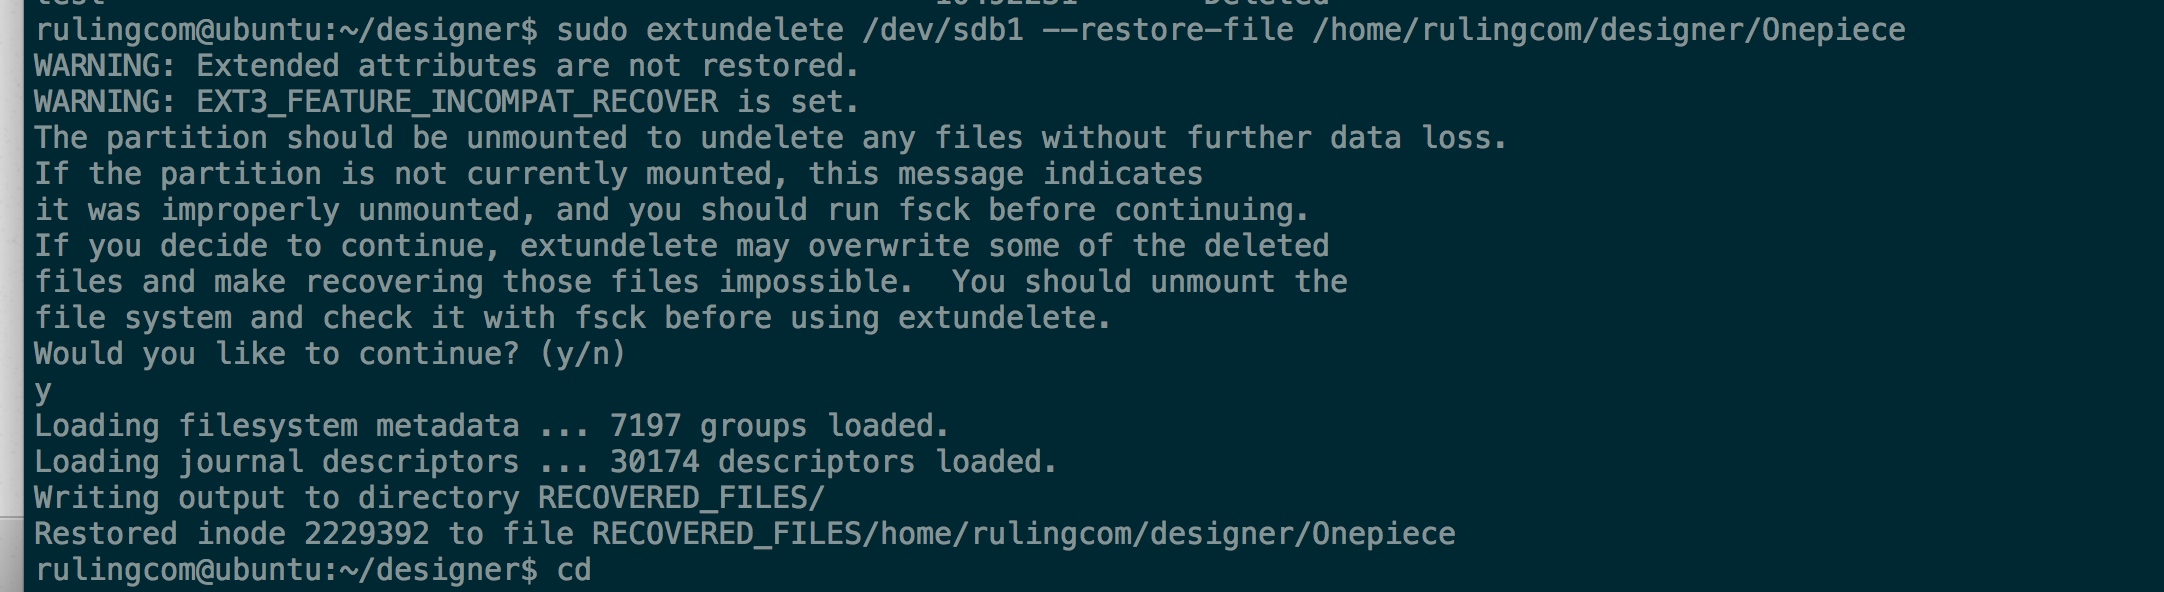 rulingcom@ubuntu:~/designer$ sudo extundelete /dev/sdb1 --restore-file /home/rulingcom/designer/Onepiece
WARNING: Extended attributes are not restored.
WARNING: EXT3_FEATURE_INCOMPAT_RECOVER is set.
The partition should be unmounted to undelete any files without further data loss.
If the partition is not currently mounted, this message indicates
it was improperly unmounted, and you should run fsck before continuing.
If you decide to continue, extundelete may overwrite some of the deleted
files and make recovering those files impossible.  You should unmount the
file system and check it with fsck before using extundelete.
Would you like to continue? (y/n)
y
Loading filesystem metadata ... 7197 groups loaded.
Loading journal descriptors ... 30174 descriptors loaded.
Writing output to directory RECOVERED_FILES/
Restored inode 2229392 to file RECOVERED_FILES/home/rulingcom/designer/Onepiece
rulingcom@ubuntu:~/designer$ cd